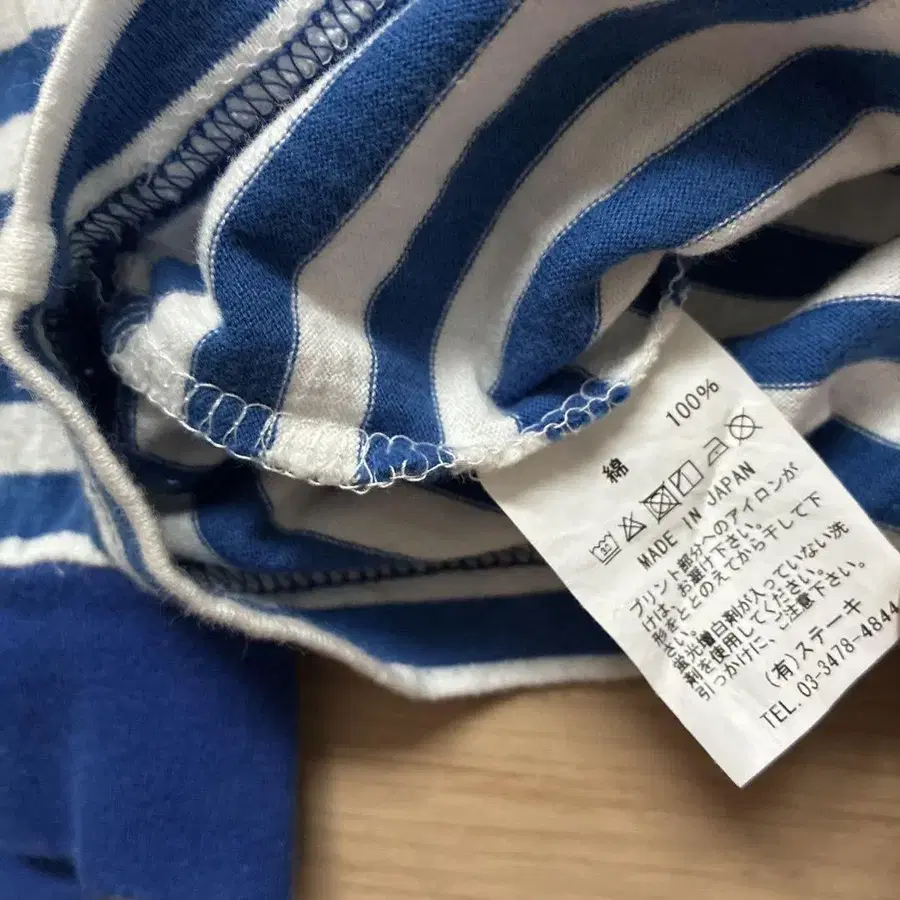 綿 100%
MADE IN JAPAN
プリント部分へのアイロンが
けは、お避け下さい。
形をととのえてから干して下
さい。
蛍光増白剤が入っていない洗
剤を使用してください。
引っかけに、ご注意下さい。
(有)ステーキ
TEL. 03-3478-4844